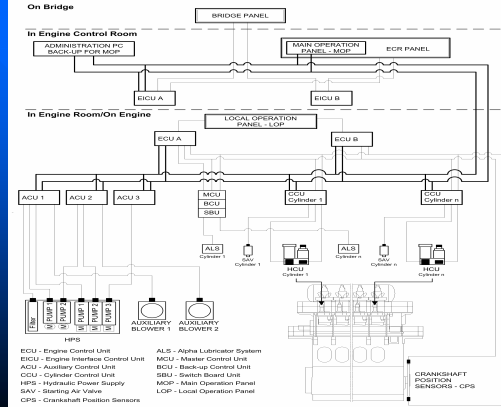 On Bridge
BRIDGE PANEL
In Engine Control Room
ADMINISTRATION PC
BACK-UP FOR MOP
MAIN OPERATION
PANEL - MOP
ECR PANEL
EICU A
EICU B
In Engine Room/On Engine
LOCAL OPERATION
PANEL - LOP
ECU A
ECU B
ACU 1
ACU 2
ACU 3
MCU
BCU
SBU
CCU
Cylinder 1
CCU
Cylinder n
ALS
Cylinder 1
SAV
Cylinder 1
HCU
Cylinder 1
ALS
Cylinder n
SAV
Cylinder n
HCU
Cylinder n
Filter
M PUMP 1
M PUMP 2
M PUMP 1
M PUMP 2
M PUMP 3
HPS
AUXILIARY
BLOWER 1
AUXILIARY
BLOWER 2
ECU - Engine Control Unit
EICU - Engine Interface Control Unit
ACU - Auxiliary Control Unit
CCU - Cylinder Control Unit
HPS - Hydraulic Power Supply
SAV - Starting Air Valve
CPS - Crankshaft Position Sensors
ALS - Alpha Lubricator System
MCU - Master Control Unit
BCU - Back-up Control Unit
SBU - Switch Board Unit
MOP - Main Operation Panel
LOP - Local Operation Panel
CRANKSHAFT
POSITION
SENSORS - CPS